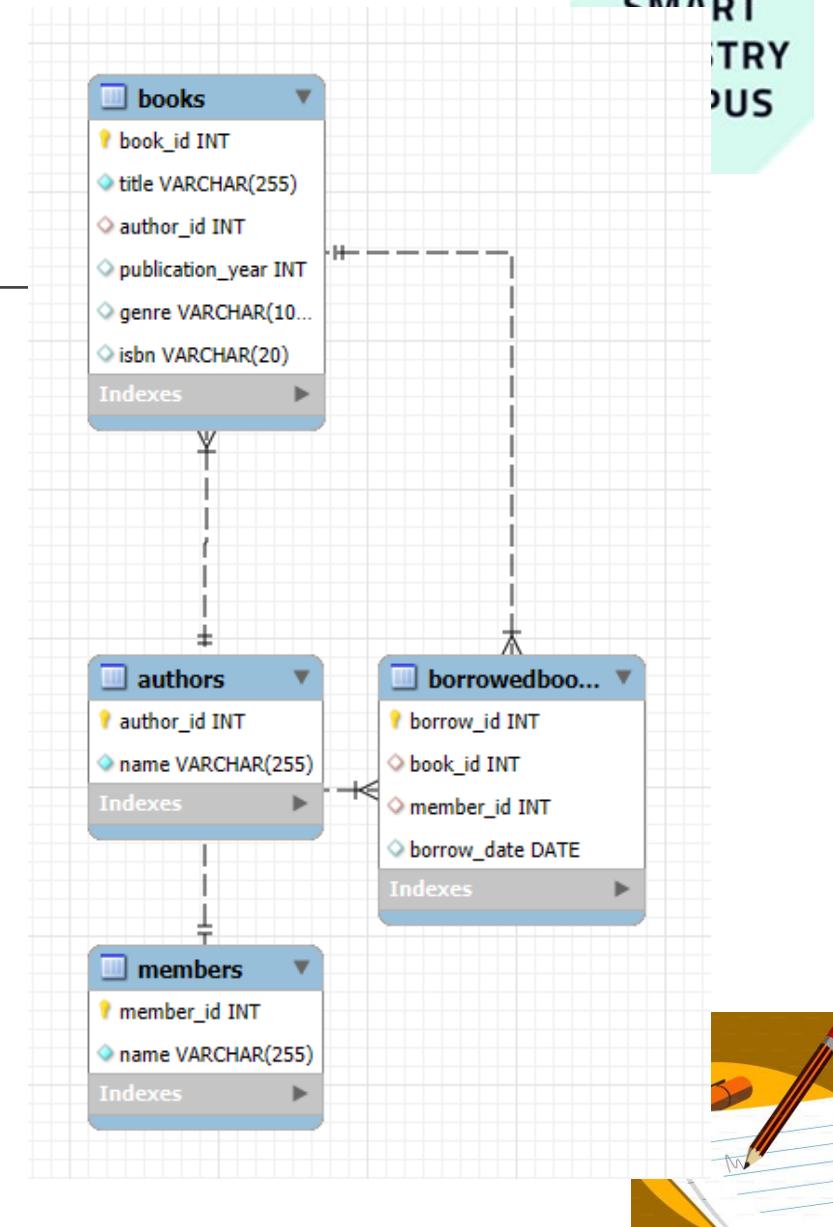 TRY
PUS
books
book_id INT
title VARCHAR(255)
author_id INT
publication_year INT
genre VARCHAR(10...
isbn VARCHAR(20)
Indexes
authors
author_id INT
name VARCHAR(255)
Indexes
borrowedboo...
borrow_id INT
book_id INT
member_id INT
borrow_date DATE
Indexes
members
member_id INT
name VARCHAR(255)
Indexes